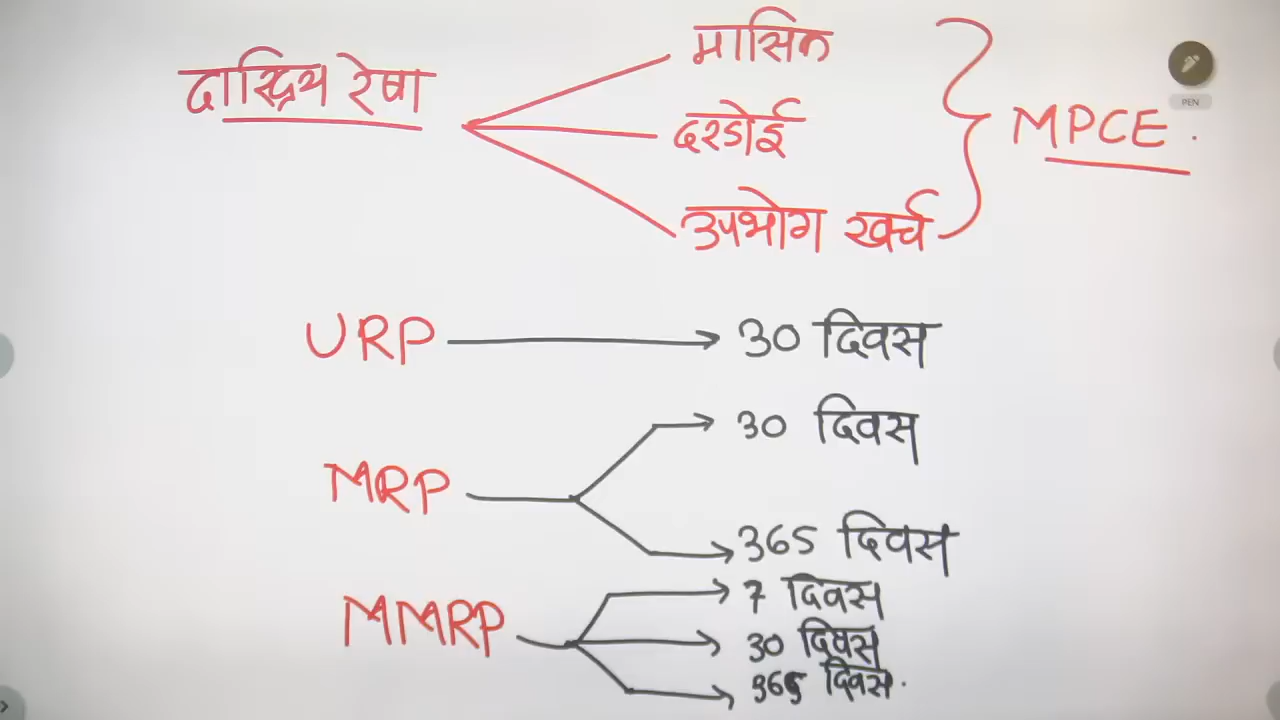 दारिद्रिय रेषा
मासिक
दरडोई
उपभोग खर्च
MPCE.
PEN
URP → 30 दिवस
MRP → 30 दिवस
365 दिवस
MMRP → 7 दिवस
30 दिवस
365 दिवस.